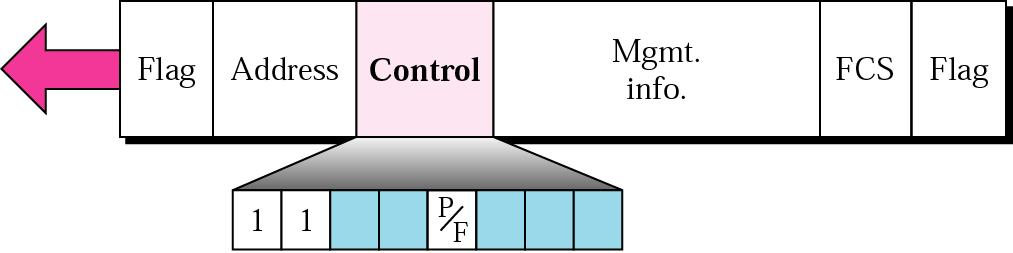 Flag Address Control Mgmt. info. FCS Flag
1 1 P/F